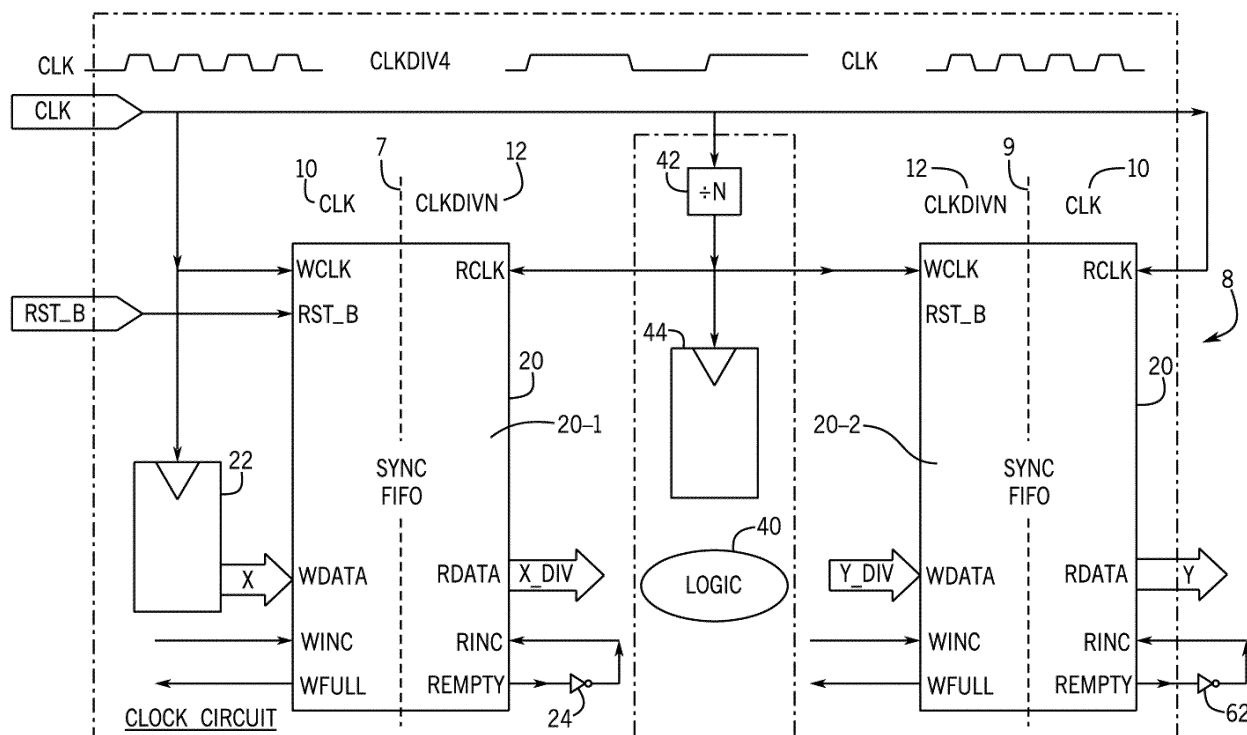 CLK CLKDIV4 CLK
CLK
7 12 42 12 9 10
10 CLK CLKDIVN ÷N CLKDIVN CLK
WCLK RCLK WCLK RCLK
RST_B RST_B RST_B 8
44
20 20
20-1 20-2
22 SYNC FIFO SYNC FIFO
40
X WDATA RDATA X_DIV LOGIC Y_DIV WDATA RDATA Y
WINC RINC WINC RINC
WFULL REMPTY WFULL REMPTY
CLOCK CIRCUIT 24 62